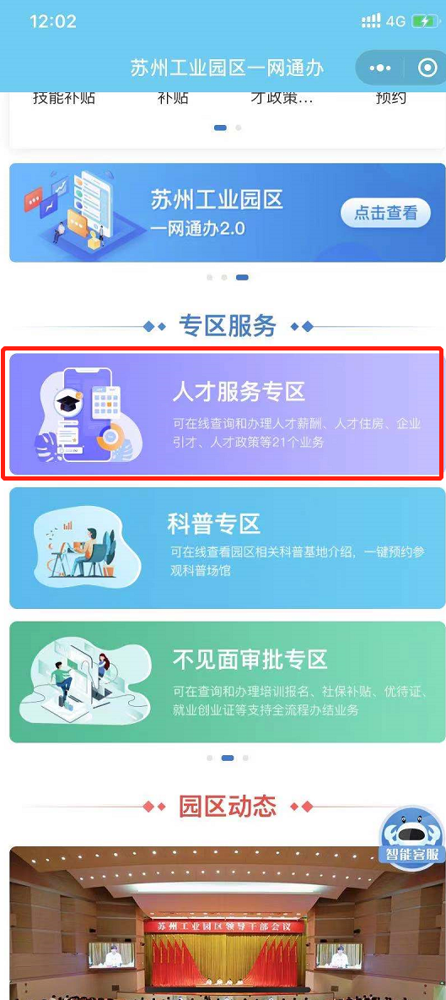 12:02
4G
苏州工业园区一网通办
技能补贴
补贴
才政策...
预约
苏州工业园区
一网通办2.0
点击查看
专区服务
人才服务专区
可在线查询和办理人才薪酬、人才住房、企业
引才、人才政策等21个业务
科普专区
可在线查看园区相关科普基地介绍，一键预约参
观科普场馆
不见面审批专区
可在查询和办理培训报名、社保补贴、优待证、
就业创业证等支持全流程办结业务
园区动态
智能客服
苏州工业园区领导干部会议